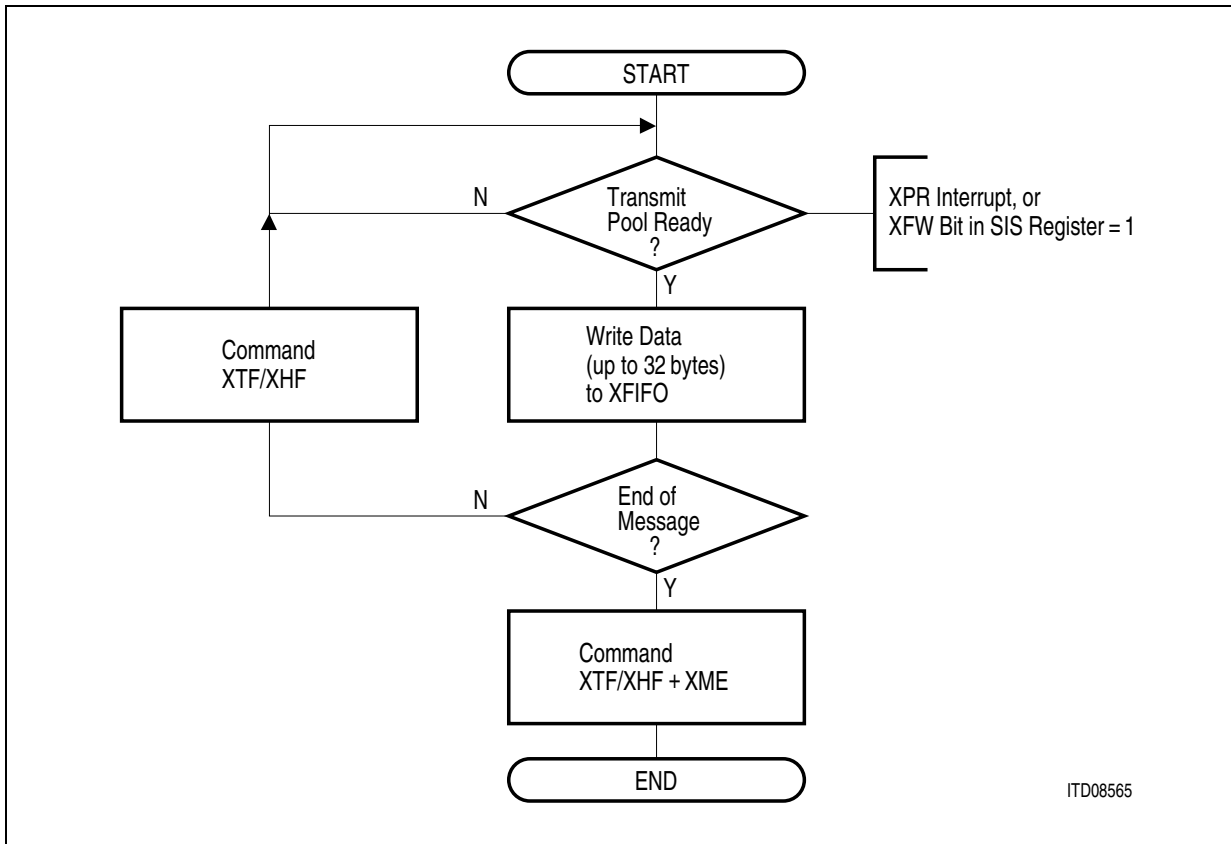 START
N
Transmit
Pool Ready
?
XPR Interrupt, or
XFW Bit in SIS Register = 1
Y
Command
XTF/XHF
Write Data
(up to 32 bytes)
to XFIFO
N
End of
Message
?
Y
Command
XTF/XHF + XME
END
ITD08565